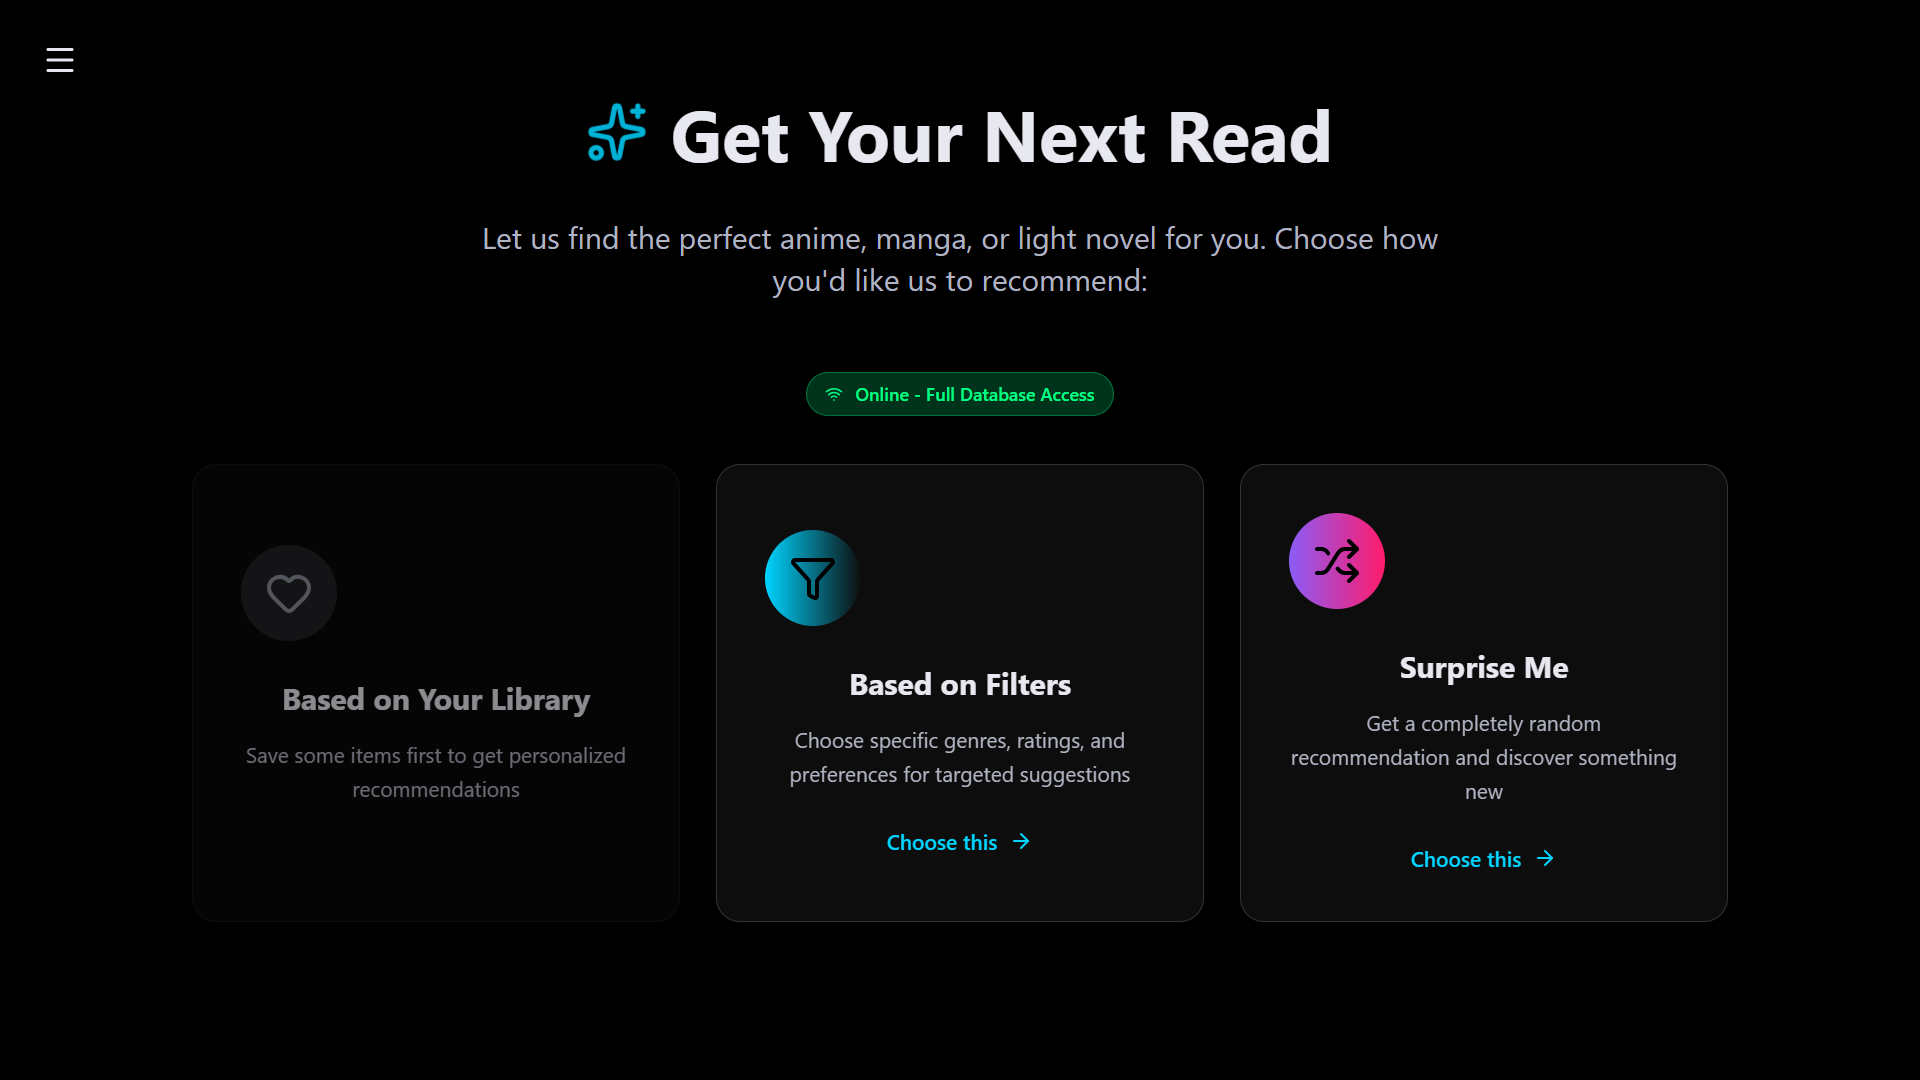 Get Your Next Read
Let us find the perfect anime, manga, or light novel for you. Choose how
you'd like us to recommend:
Online - Full Database Access
Based on Your Library
Save some items first to get personalized
recommendations
Based on Filters
Choose specific genres, ratings, and
preferences for targeted suggestions
Choose this
Surprise Me
Get a completely random
recommendation and discover something
new
Choose this